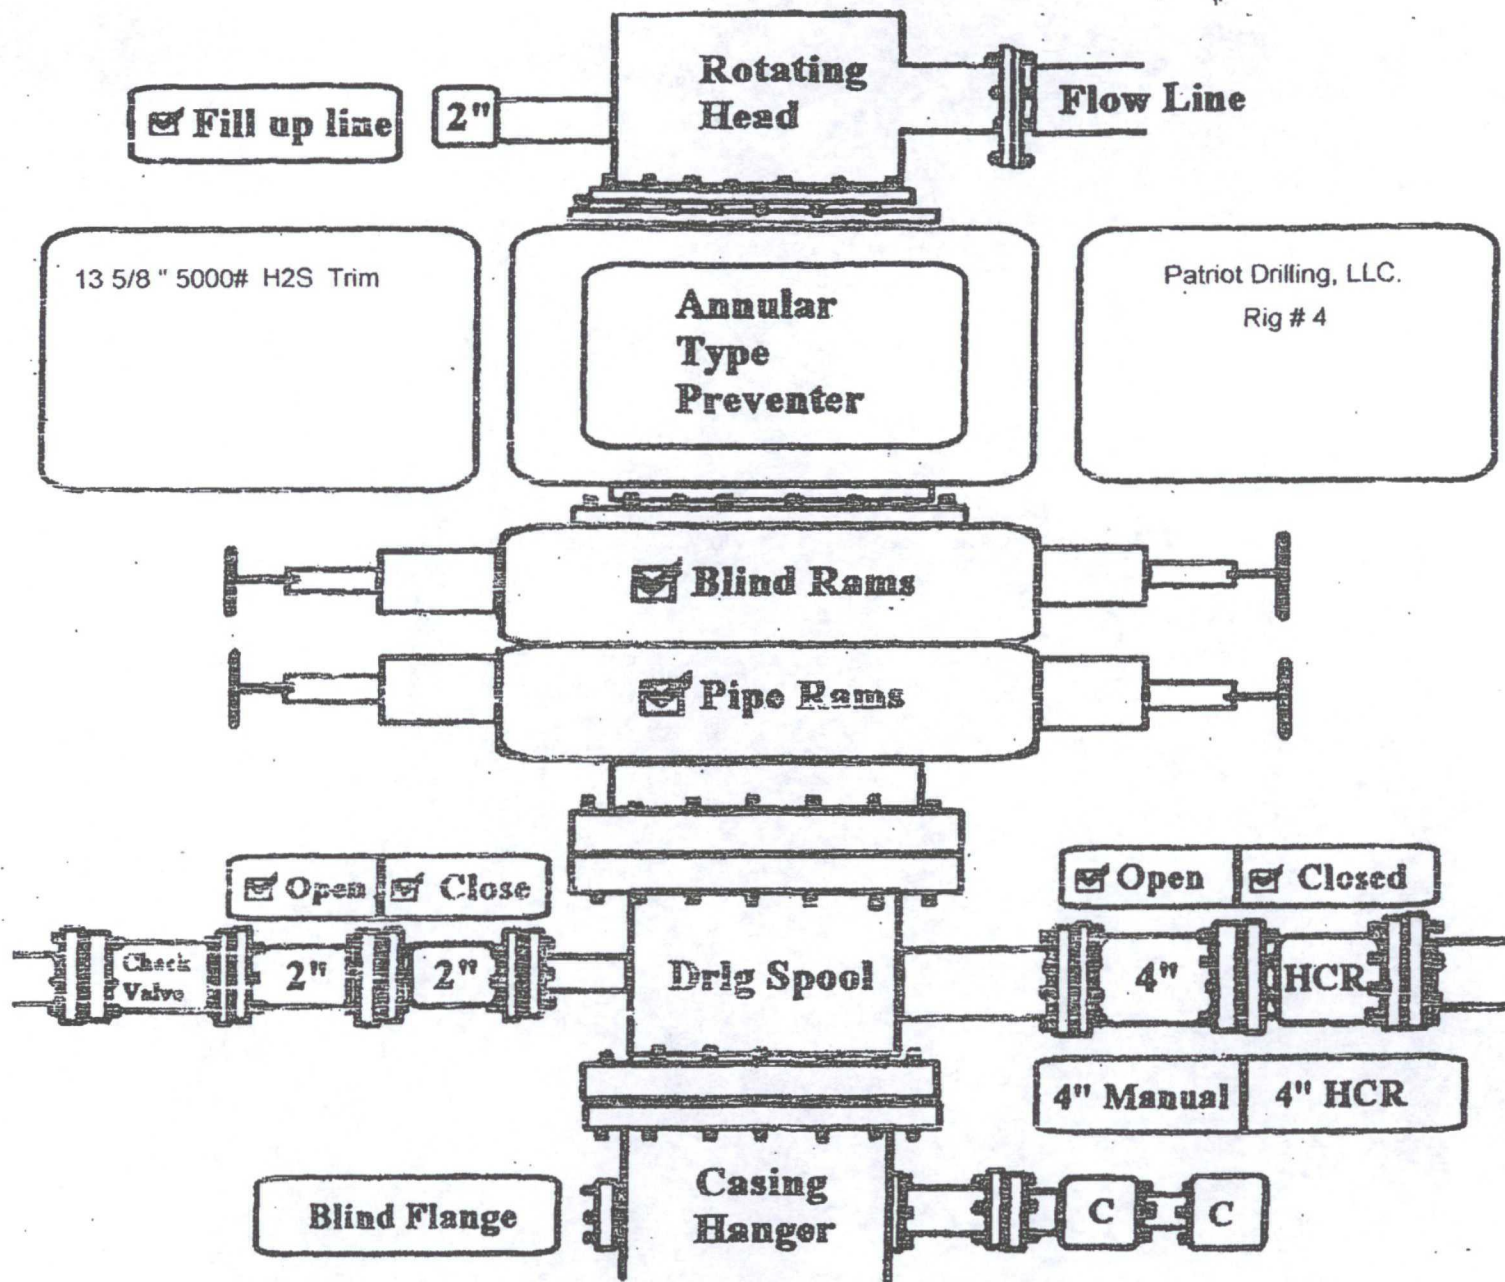 Rotating
Head
Flow Line
Fill up line
2"
13 5/8 " 5000# H2S Trim
Annular
Type
Preventer
Patriot Drilling, LLC.
Rig # 4
Blind Rams
Pipe Rams
Open
Close
Open
Closed
Check
Valve
2"
2"
Drlg Spool
4"
HCR
4" Manual
4" HCR
Blind Flange
Casing
Hanger
C
C